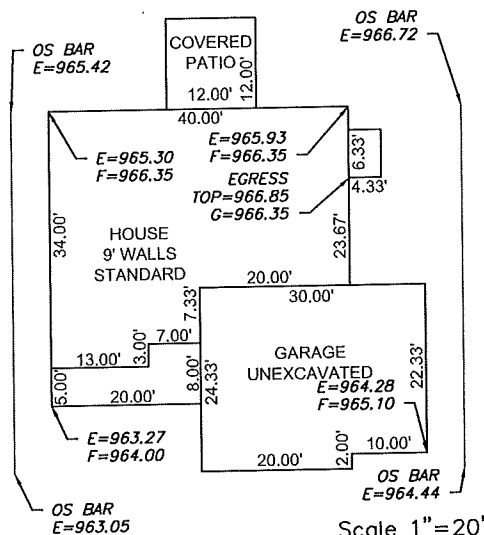 OS BAR
E=965.42
COVERED
PATIO
12.00'
12.00'
OS BAR
E=966.72
40.00'
E=965.30
F=966.35
E=965.93
F=966.35
EGRESS
TOP=966.85
G=966.35
6.33'
4.33'
34.00'
HOUSE
9' WALLS
STANDARD
23.67'
20.00'
30.00'
7.33'
7.00'
3.00'
13.00'
GARAGE
UNEXCAVATED
E=964.28
F=965.10
22.33'
5.00'
20.00'
8.00'
24.33'
E=963.27
F=964.00
20.00'
2.00'
10.00'
OS BAR
E=964.44
OS BAR
E=963.05
Scale 1"=20'